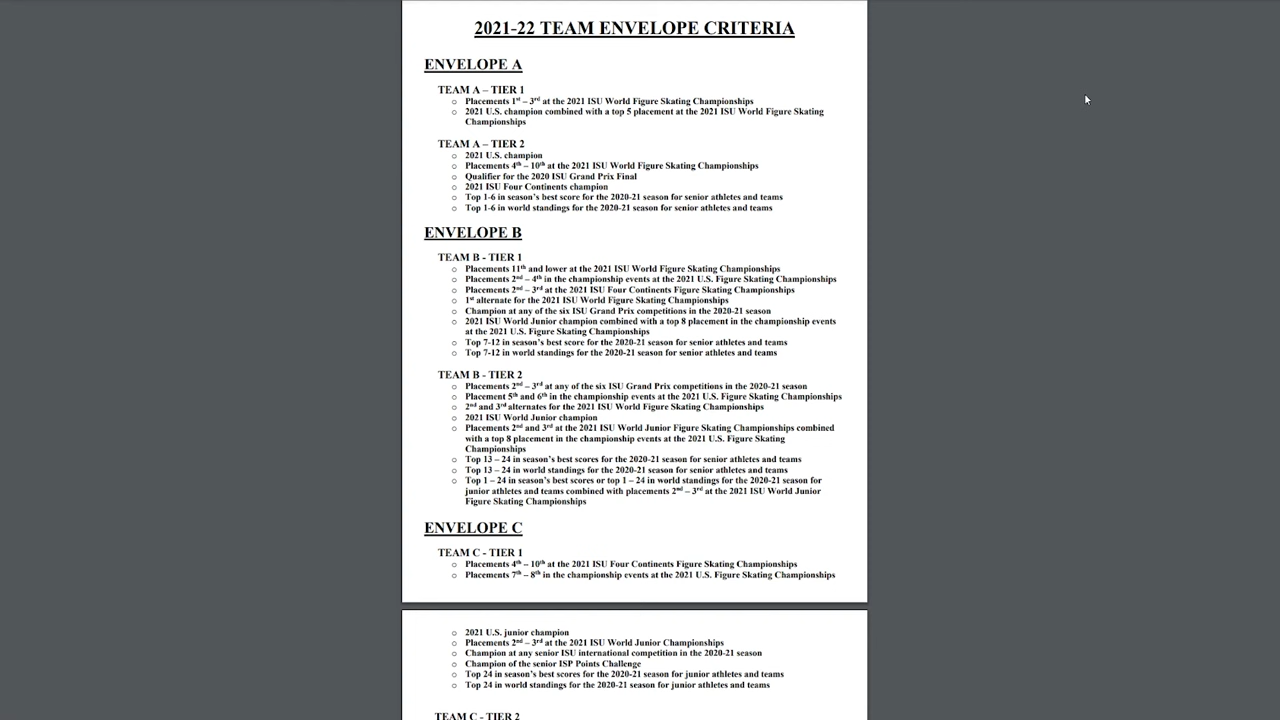 2021-22 TEAM ENVELOPE CRITERIA
ENVELOPE A
TEAM A – TIER 1
o Placements 1st – 3rd at the 2021 ISU World Figure Skating Championships
o 2021 U.S. champion combined with a top 5 placement at the 2021 ISU World Figure Skating
Championships
TEAM A – TIER 2
o 2021 U.S. champion
o Placements 4th – 10th at the 2021 ISU World Figure Skating Championships
o Qualifier for the 2020 ISU Grand Prix Final
o 2021 ISU Four Continents champion
o Top 1-6 in season's best score for the 2020-21 season for senior athletes and teams
o Top 1-6 in world standings for the 2020-21 season for senior athletes and teams
ENVELOPE B
TEAM B - TIER 1
o Placements 11th and lower at the 2021 ISU World Figure Skating Championships
o Placements 2nd – 4th in the championship events at the 2021 U.S. Figure Skating Championships
o Placements 2nd – 3rd at the 2021 ISU Four Continents Figure Skating Championships
o 1st alternate for the 2021 ISU World Figure Skating Championships
o Champion at any of the six ISU Grand Prix competitions in the 2020-21 season
o 2021 ISU World Junior champion combined with a top 8 placement in the championship events
at the 2021 U.S. Figure Skating Championships
o Top 7-12 in season's best score for the 2020-21 season for senior athletes and teams
o Top 7-12 in world standings for the 2020-21 season for senior athletes and teams
TEAM B - TIER 2
o Placements 2nd – 3rd at any of the six ISU Grand Prix competitions in the 2020-21 season
o Placement 5th and 6th in the championship events at the 2021 U.S. Figure Skating Championships
o 2nd and 3rd alternates for the 2021 ISU World Figure Skating Championships
o 2021 ISU World Junior champion
o Placements 2nd and 3rd at the 2021 ISU World Junior Figure Skating Championships combined
with a top 8 placement in the championship events at the 2021 U.S. Figure Skating
Championships
o Top 13 – 24 in season's best scores for the 2020-21 season for senior athletes and teams
o Top 13 – 24 in world standings for the 2020-21 season for senior athletes and teams
o Top 1 – 24 in season's best scores or top 1 – 24 in world standings for the 2020-21 season for
junior athletes and teams combined with placements 2nd – 3rd at the 2021 ISU World Junior
Figure Skating Championships
ENVELOPE C
TEAM C - TIER 1
o Placements 4th – 10th at the 2021 ISU Four Continents Figure Skating Championships
o Placements 7th – 8th in the championship events at the 2021 U.S. Figure Skating Championships
o 2021 U.S. junior champion
o Placements 2nd – 3rd at the 2021 ISU World Junior Championships
o Champion at any senior ISU international competition in the 2020-21 season
o Champion of the senior ISP Points Challenge
o Top 24 in season's best scores for the 2020-21 season for junior athletes and teams
o Top 24 in world standings for the 2020-21 season for junior athletes and teams
TEAM C - TIER 2